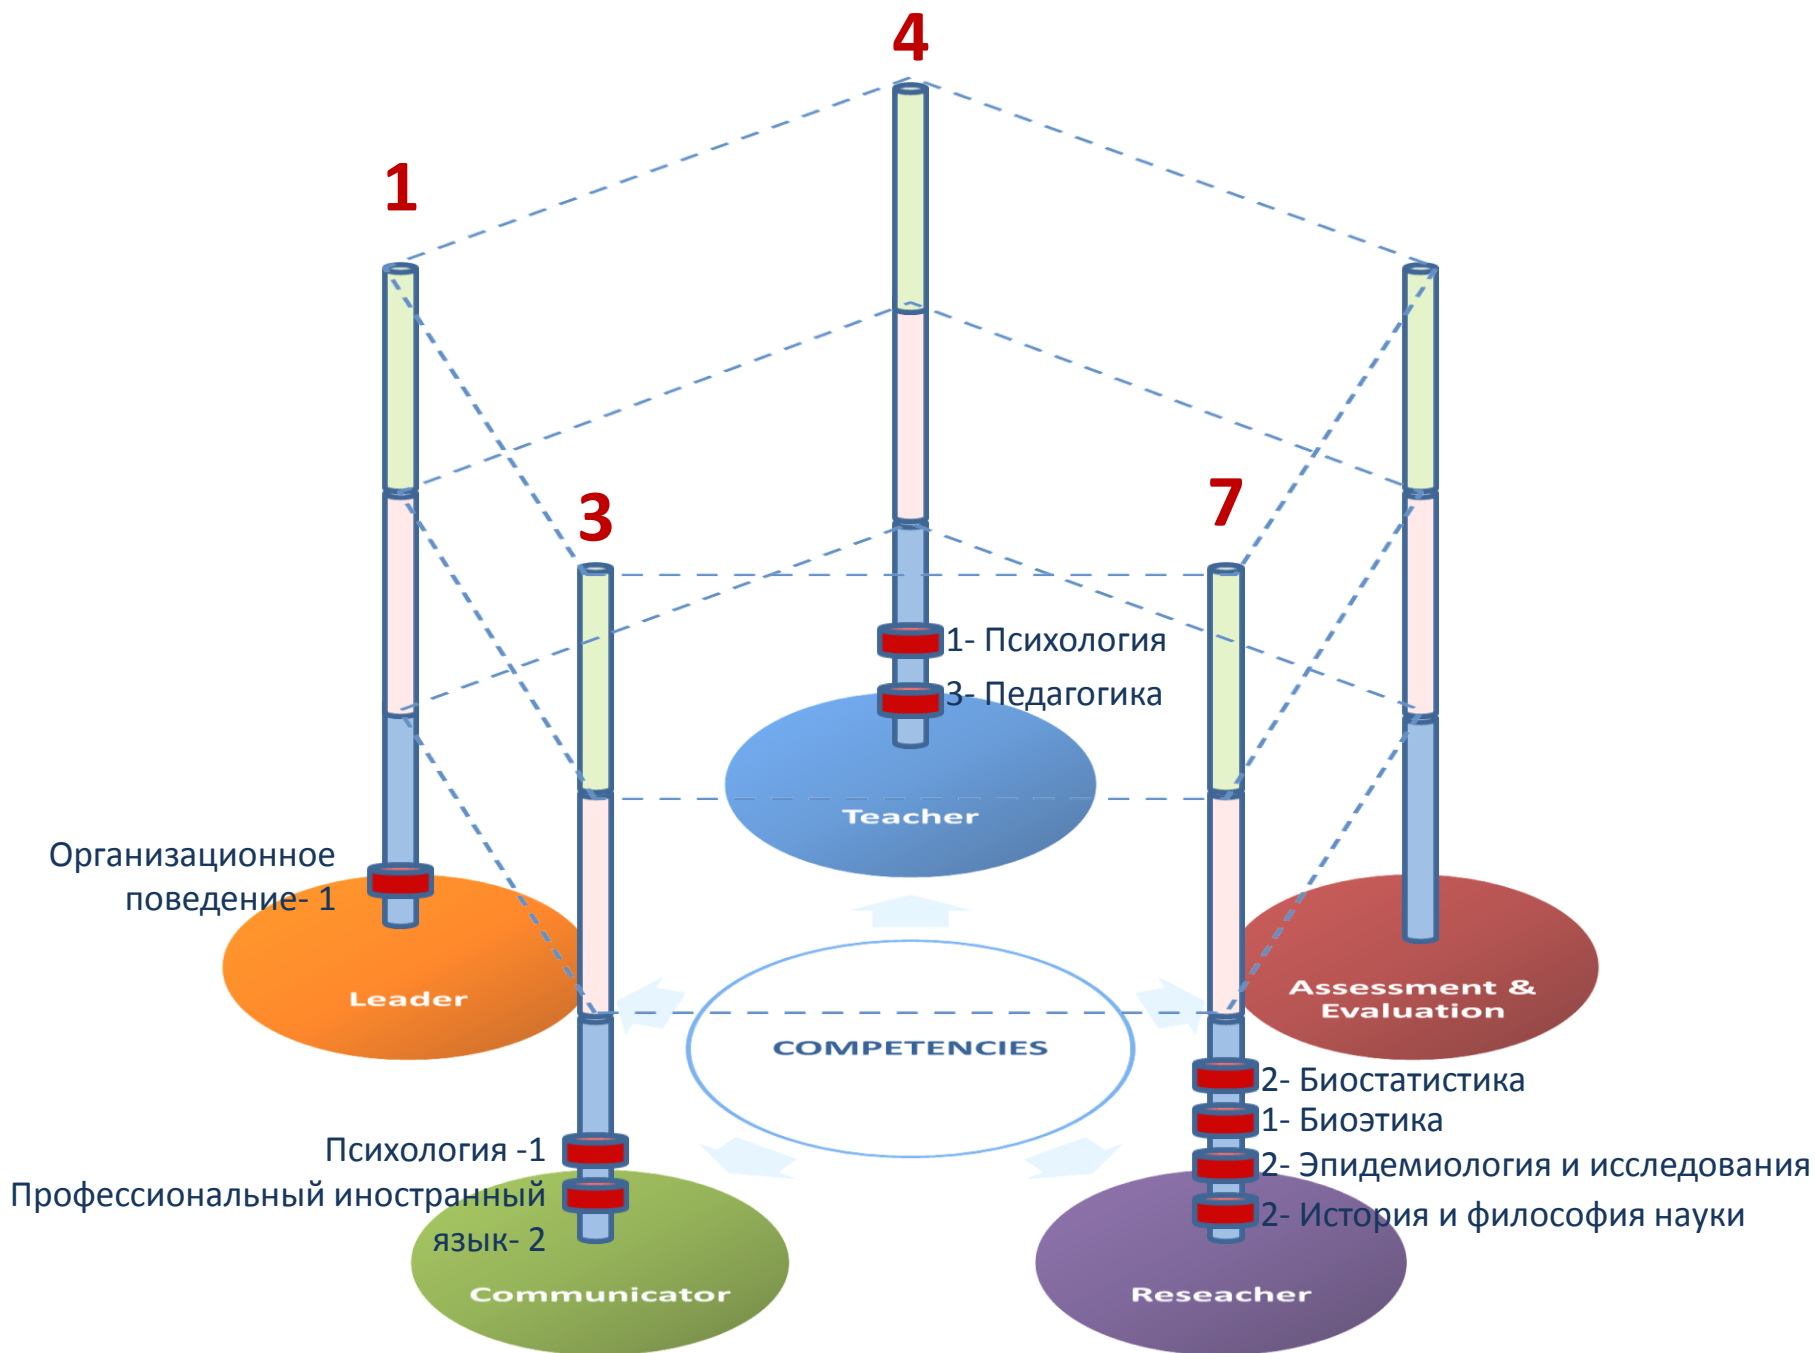 4
1
3
7
1- Психология
3- Педагогика
Teacher
Организационное
поведение- 1
Leader
Assessment &
Evaluation
COMPETENCIES
2- Биостатистика
1- Биоэтика
2- Эпидемиология и исследования
2- История и философия науки
Психология -1
Профессиональный иностранный
язык- 2
Communicator
Reseacher